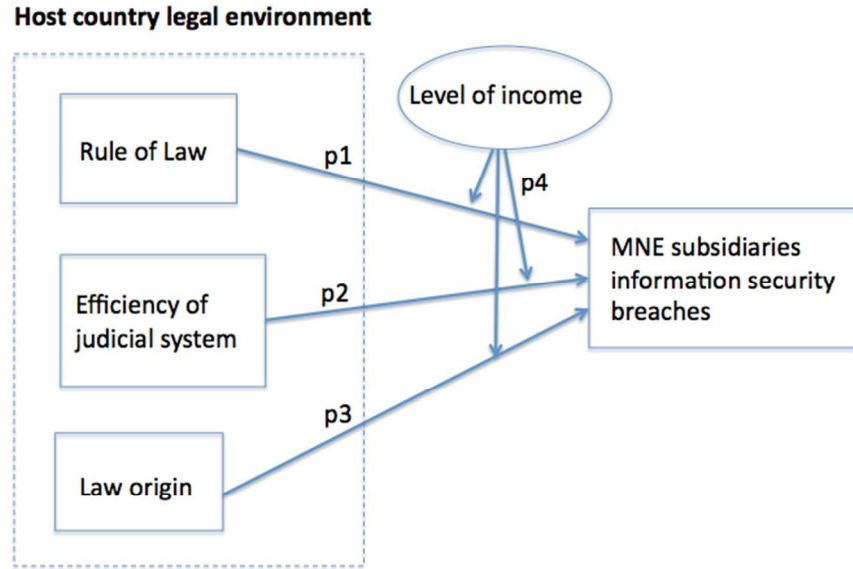 Host country legal environment
Level of income
Rule of Law
p1
p4
MNE subsidiaries
information security
breaches
Efficiency of
judicial system
p2
p3
Law origin